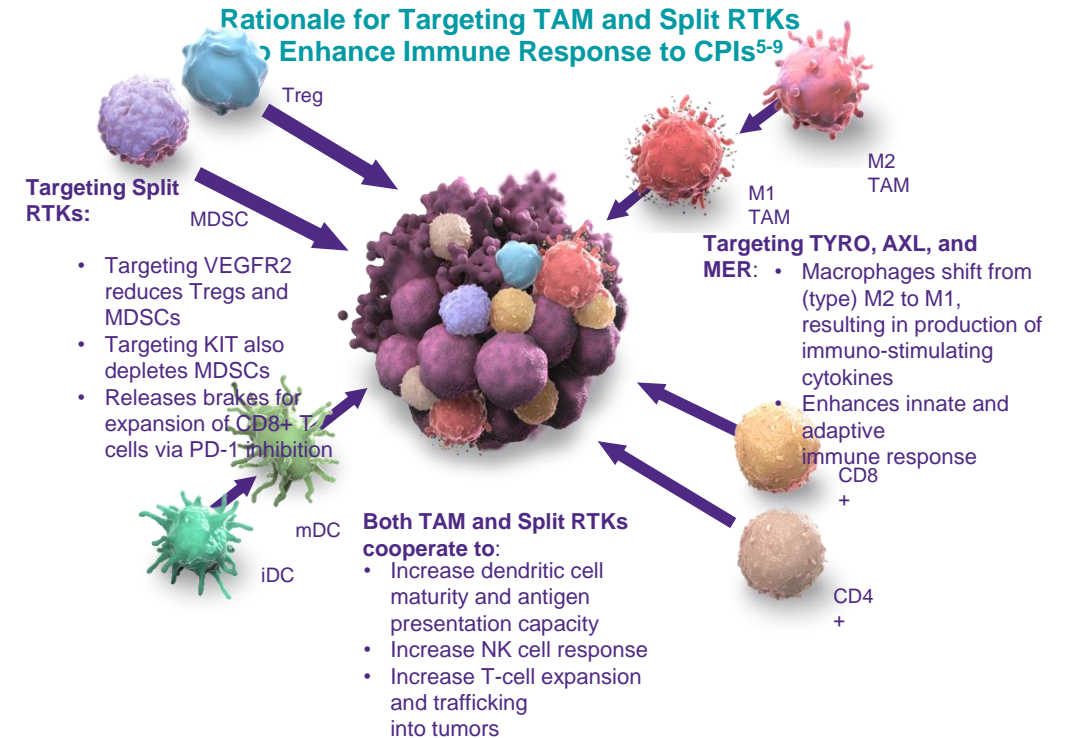 Rationale for Targeting TAM and Split RTKs
o Enhance Immune Response to CPIs5-9
Treg
MDSC
Targeting Split
RTKs:
• Targeting VEGFR2
reduces Tregs and
MDSCs
• Targeting KIT also
depletes MDSCs
• Releases brakes for
expansion of CD8+ T-
cells via PD-1 inhibition
M2
TAM
M1
TAM
Targeting TYRO, AXL, and
MER:
• Macrophages shift from
(type) M2 to M1,
resulting in production of
immuno-stimulating
cytokines
• Enhances innate and
adaptive
immune response
CD8
+
CD4
+
mDC
iDC
Both TAM and Split RTKs
cooperate to:
• Increase dendritic cell
maturity and antigen
presentation capacity
• Increase NK cell response
• Increase T-cell expansion
and trafficking
into tumors